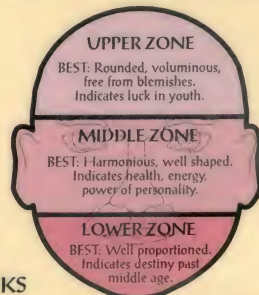 UPPER ZONE
BEST: Rounded, voluminous,
free from blemishes.
Indicates luck in youth.
MIDDLE ZONE
BEST: Harmonious, well shaped.
Indicates health, energy,
power of personality.
LOWER ZONE
BEST: Well proportioned.
Indicates destiny past
middle age.
KS